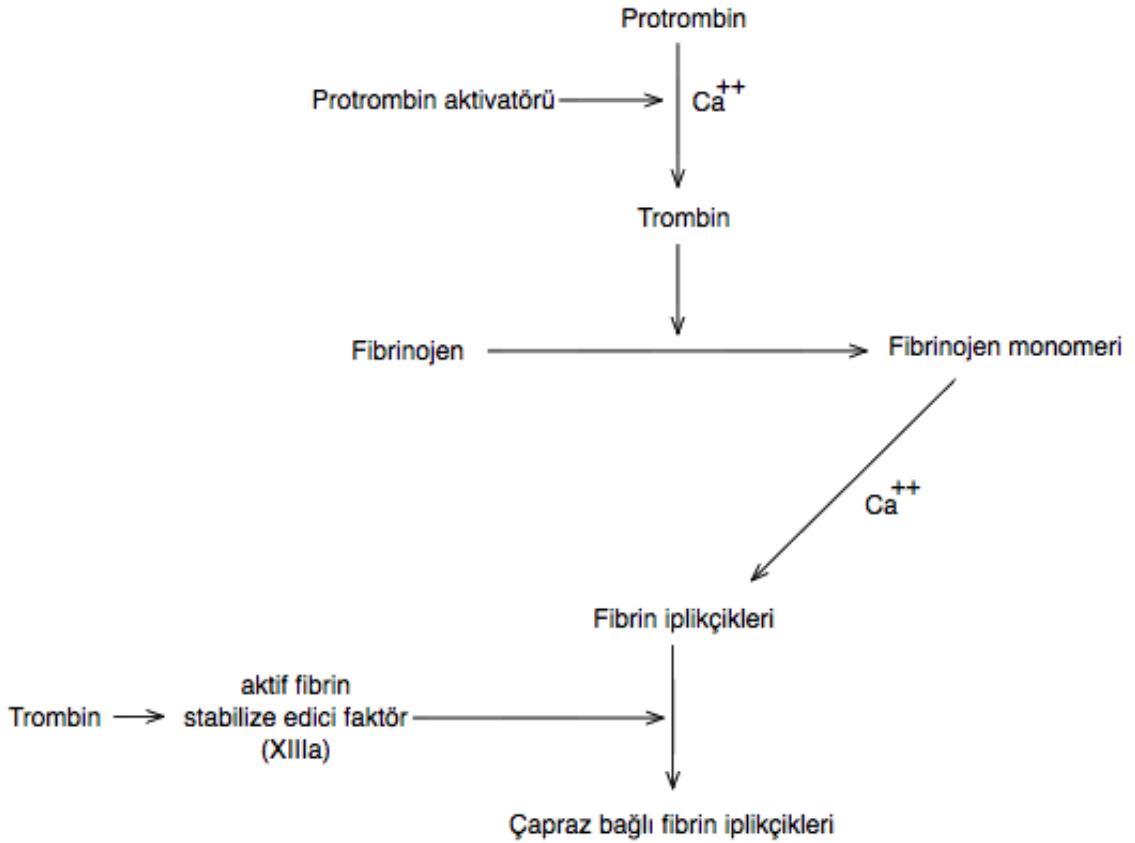 Protrombin
Protrombin aktivatörü
Ca++
Trombin
Fibrinojen
Fibrinojen monomeri
Ca++
Fibrin iplikçikleri
Trombin
aktif fibrin
stabilize edici faktör
(XIIIa)
Çapraz bağlı fibrin iplikçikleri